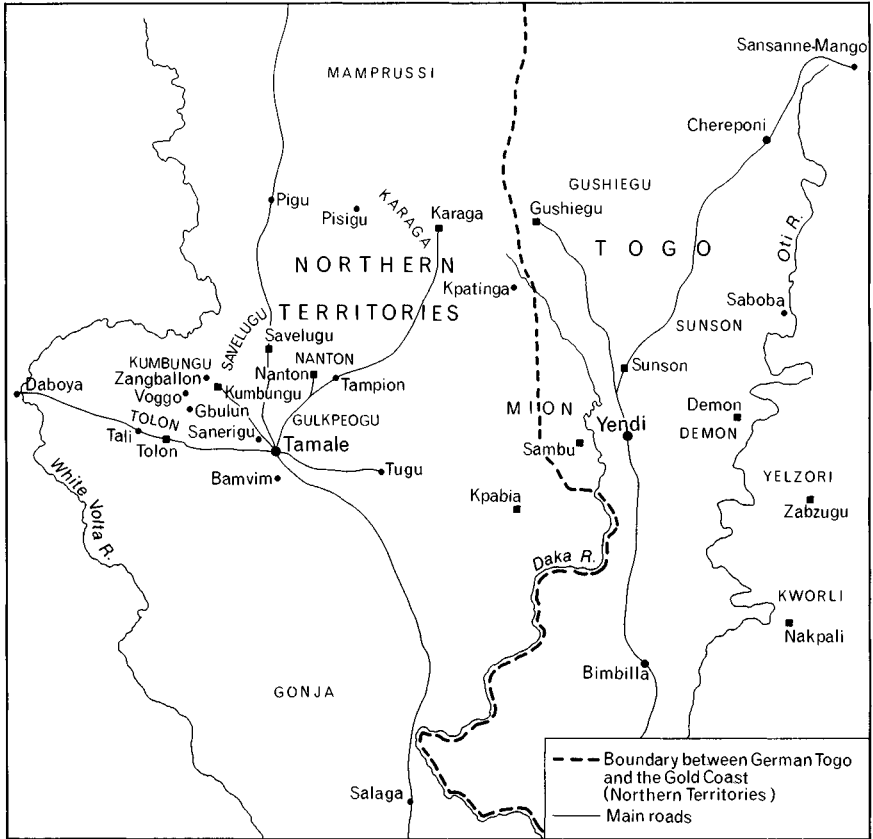 Sansanne-Mango
MAMPRUSSI
Chereponi
GUSHIEGU
Pigu
Pisigu
KARAGA
Karaga
Gushiegu
TOGO
Oti R.
NORTHERN
TERRITORIES
Kpatinga
Saboba
SUNSON
SAVELUGU
Savelugu
KUMBUNGU
NANTON
Zangballon
Nanton
Tampion
Sunson
Daboya
Kumbungu
Voggo
Gbulun
TOLON
GULKPEOGU
MION
Demon
Tali
Tolon
Sanerigu
Tamale
Yendi
DEMON
Sambu
White Volta R.
Bamvim
Tugu
YELZORI
Kpabia
Zabzugu
Daka R.
KWORLI
Nakpali
Bimbilla
GONJA
Salaga
Boundary between German Togo
and the Gold Coast
(Northern Territories)
Main roads